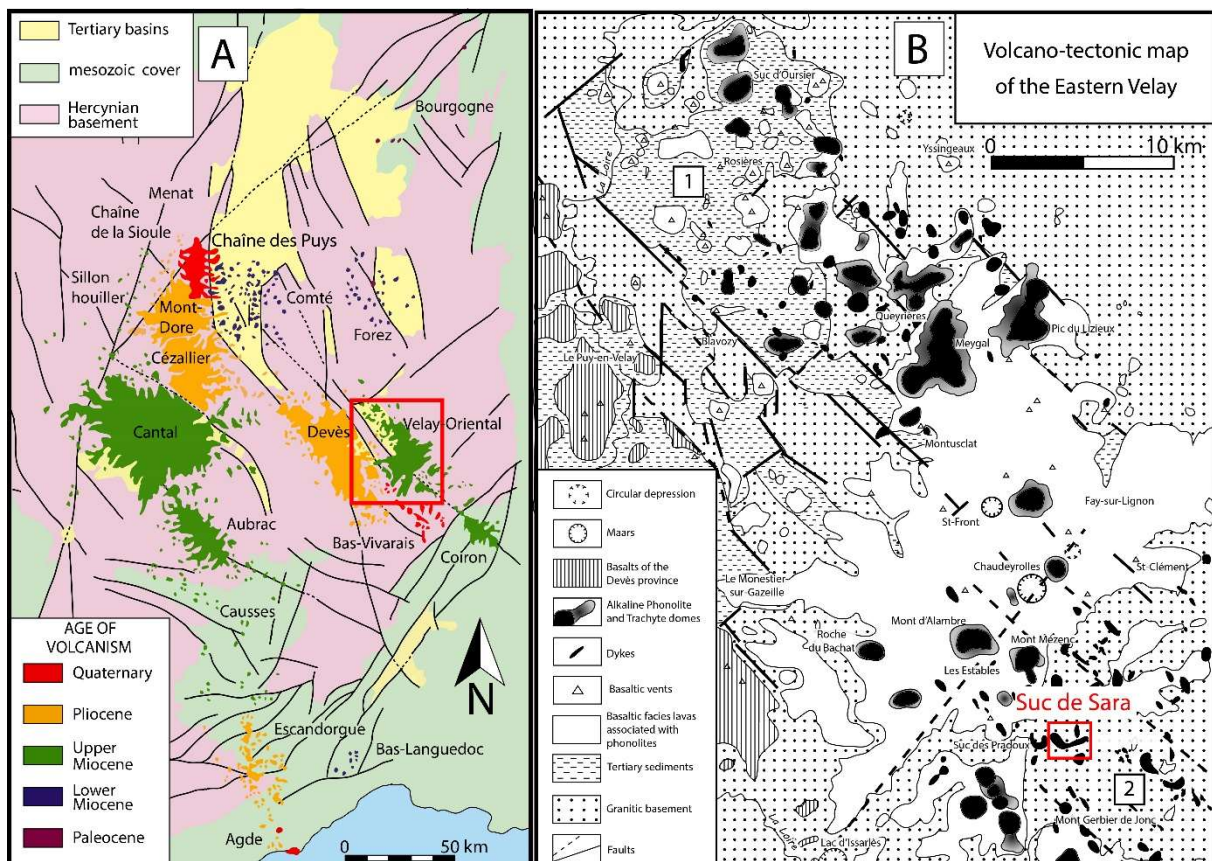 Tertiary basins
mesozoic cover
Hercynian
basement
A
Bourgogne
Menat
Chaîne
de la Sioule
Chaîne des Puys
Sillon
houiller
Mont-
Dore
Comté
Forez
Cézallier
Cantal
Devès
Velay-Oriental
Aubrac
Bas-Vivarais
Coiron
Causses
N
Escandorgue
Bas-Languedoc
Agde
0
50 km
AGE OF
VOLCANISM
Quaternary
Pliocene
Upper
Miocene
Lower
Miocene
Paleocene
B
Volcano-tectonic map
of the Eastern Velay
0
10 km
Suc d'Oursier
La Loire
Rosières
Yssingeaux
1
Queyrières
Pic du Lizieux
Blavozy
Meygal
Le Puy-en-Velay
Montusclat
Fay-sur-Lignon
St-Front
Chaudeyrolles
St-Clément
Le Monestier
sur-Gazeille
Mont d'Alambre
Mont Mézenc
Roche
du Bachat
Les Estables
Suc de Sara
Suc des Pradoux
2
Mont Gerbier de Jonc
La Loire
Lac d'Issarlès
Circular depression
Maars
Basalts of the
Devès province
Alkaline Phonolite
and Trachyte domes
Dykes
Basaltic vents
Basaltic facies lavas
associated with
phonolites
Tertiary sediments
Granitic basement
Faults